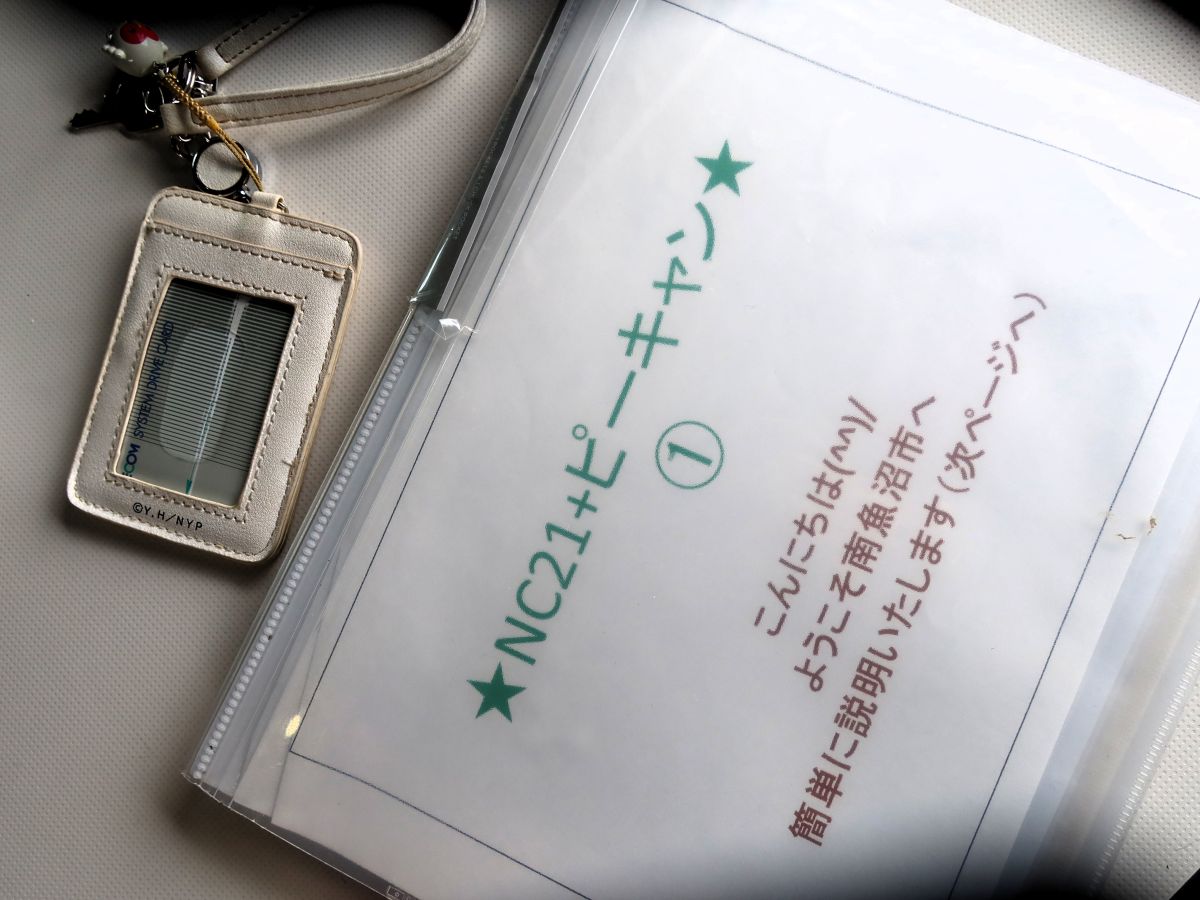 ★NC21+ピーキャン★
①
こんにちは(^^)/
ようこそ南魚沼市へ
簡単に説明いたします(次ページへ)
COM SYSTEM DRIVE CARD
©Y.H/NYP